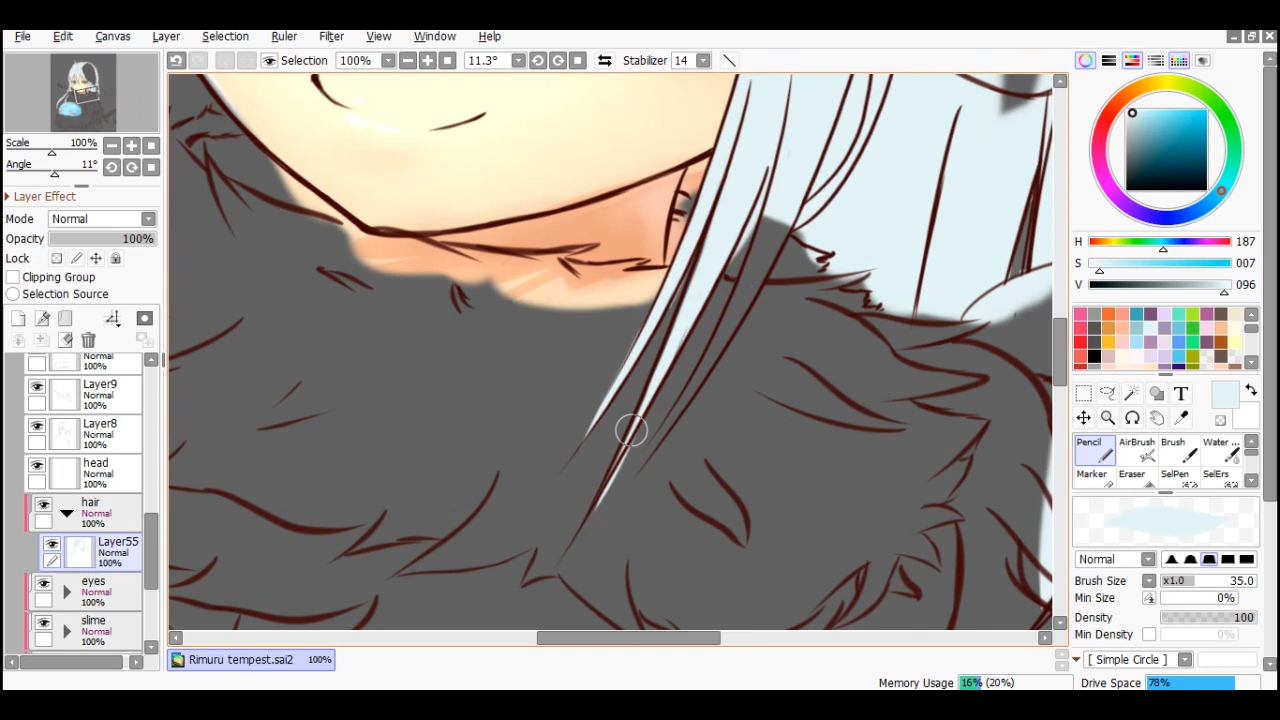 File Edit Canvas Layer Selection Ruler Filter View Window Help
Selection 100% 11.3° Stabilizer 14
Scale 100%
Angle 11°
Layer Effect
Mode Normal
Opacity 100%
Lock
Clipping Group
Selection Source
Normal
100%
Layer9
Normal
100%
Layer8
Normal
100%
head
Normal
100%
hair
Normal
100%
Layer55
Normal
100%
eyes
Normal
100%
slime
Normal
100%
H 187
S 007
V 096
T
Pencil AirBrush Brush Water ...
Marker Eraser SelPen SelErs
Normal
Brush Size x1.0 35.0
Min Size 0%
Density 100
Min Density 0%
[ Simple Circle ]
Rimuru tempest.sai2 100%
Memory Usage 16% (20%) Drive Space 78%